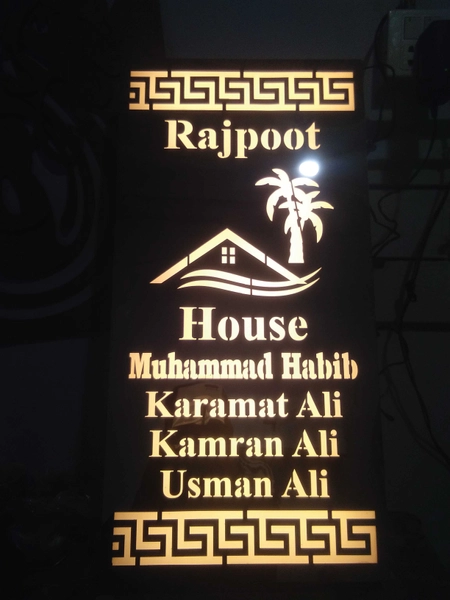 Rajpoot
House
Muhammad Habib
Karamat Ali
Kamran Ali
Usman Ali